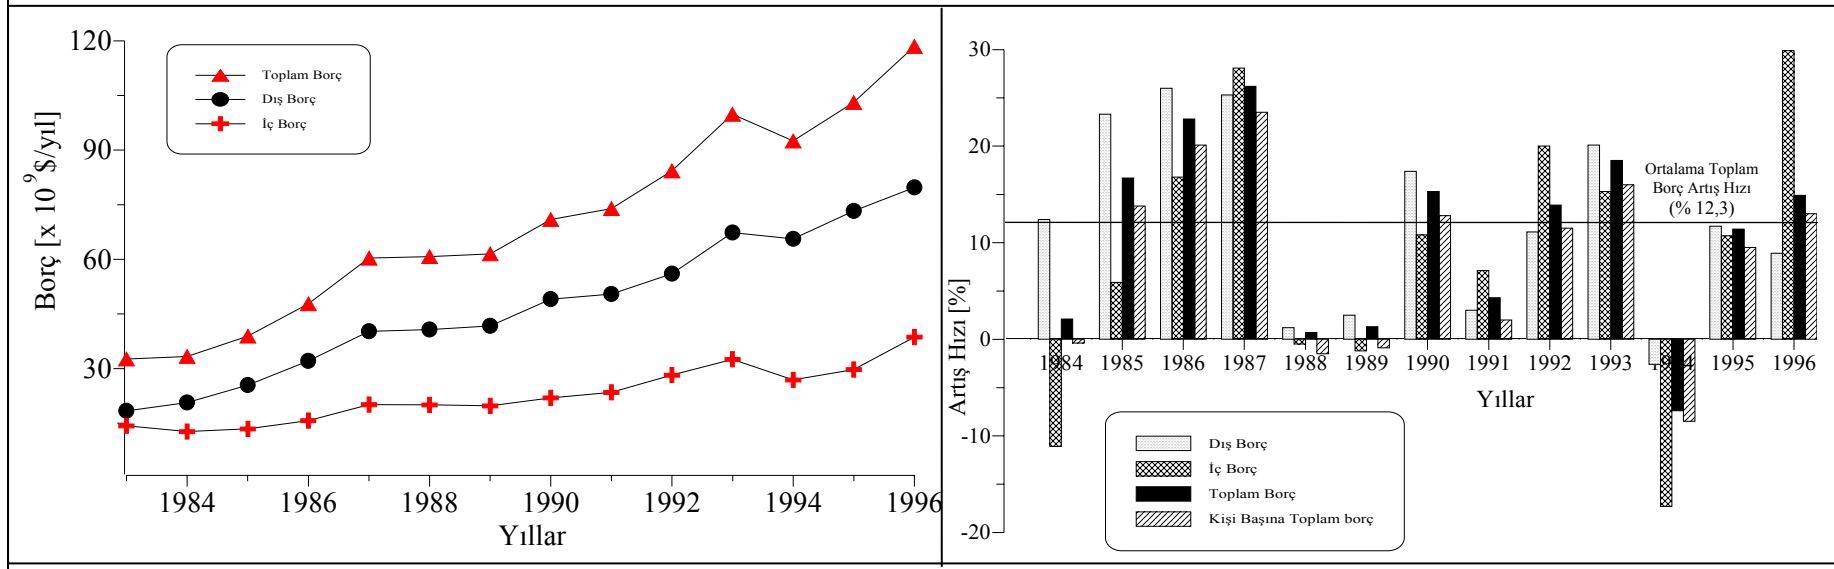 120
90
60
30
Borç [x 10⁹$/yıl]
Toplam Borç
Dış Borç
İç Borç
1984 1986 1988 1990 1992 1994 1996
Yıllar
30
20
10
0
-10
-20
Artış Hızı [%]
Ortalama Toplam
Borç Artış Hızı
(% 12,3)
1984 1985 1986 1987 1988 1989 1990 1991 1992 1993 1994 1995 1996
Yıllar
Dış Borç
İç Borç
Toplam Borç
Kişi Başına Toplam borç